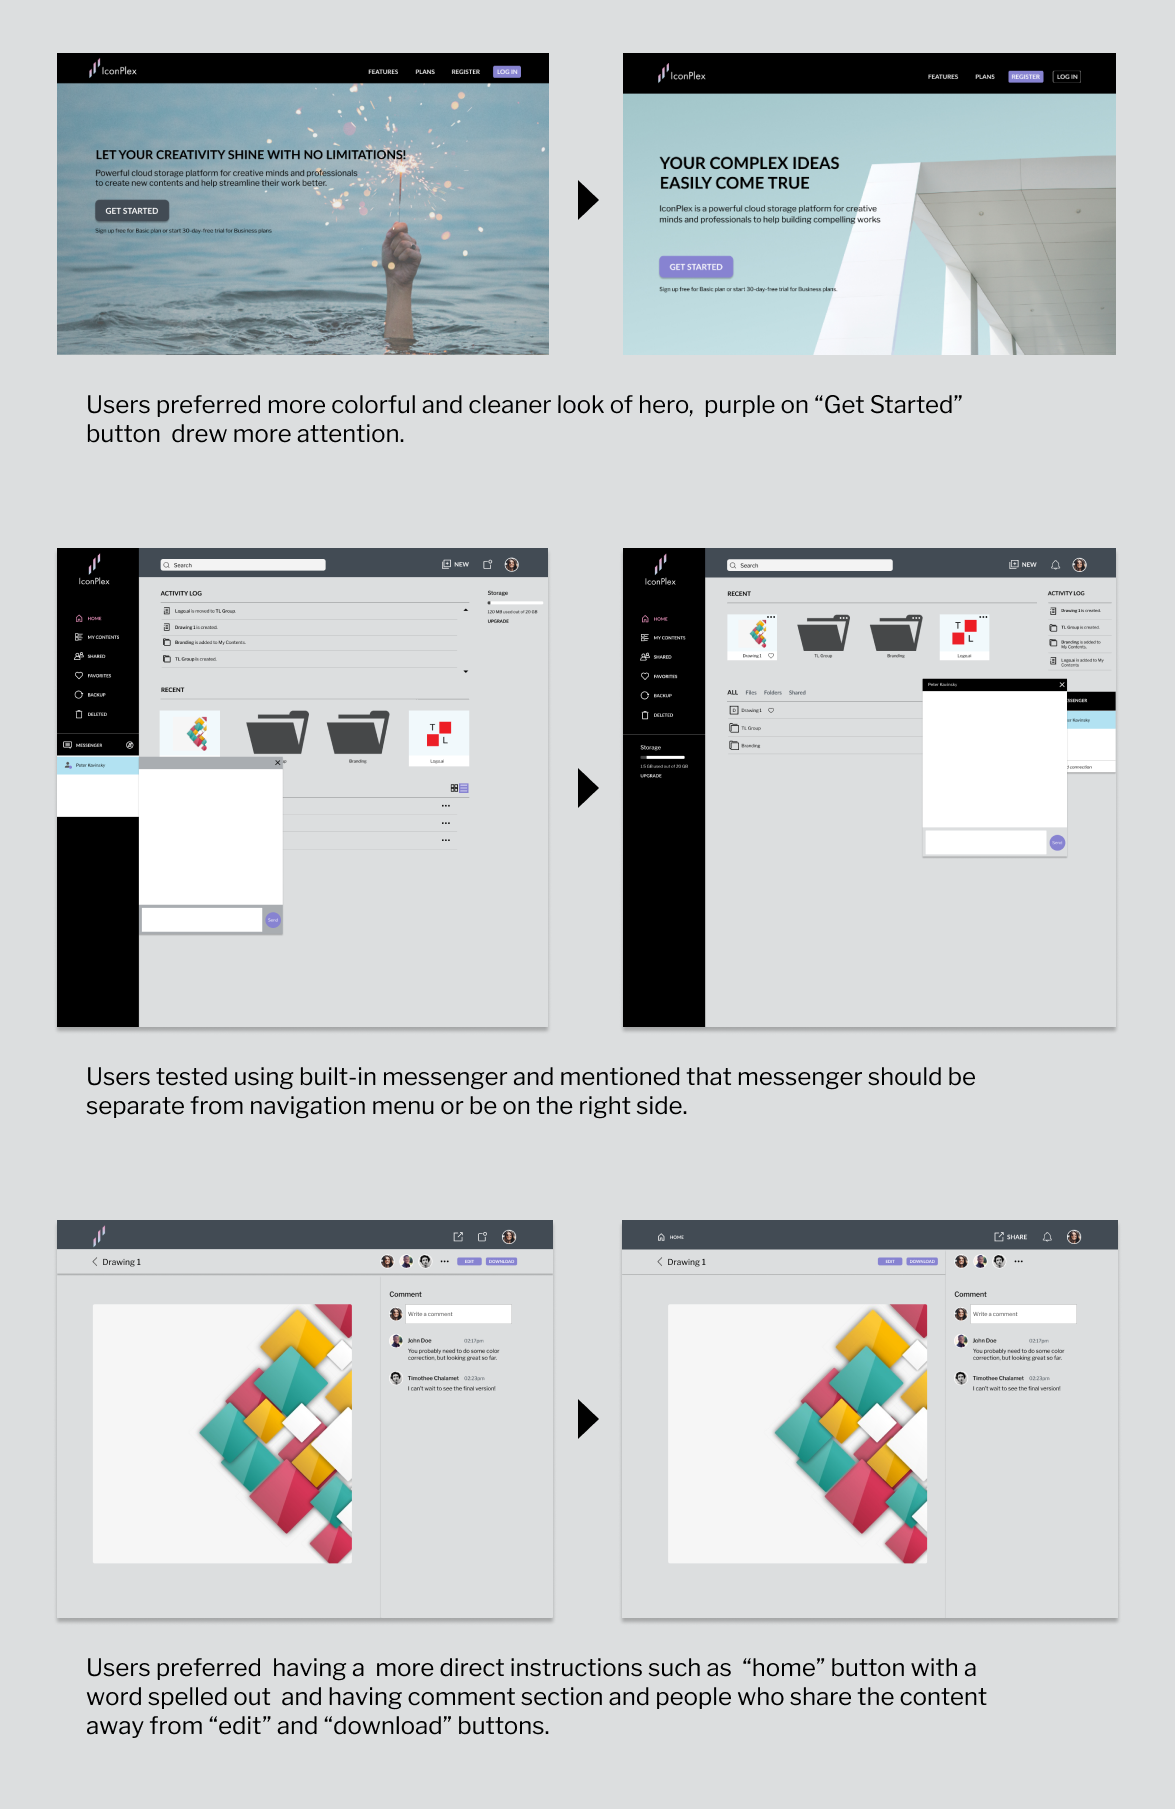 IconPlex
FEATURES PLANS REGISTER LOG IN
LET YOUR CREATIVITY SHINE WITH NO LIMITATIONS!
Powerful cloud storage platform for creative minds and professionals
to create new contents and help streamline their work better.
GET STARTED
Sign up free for Basic plan or start 30-day-free trial for Business plans
IconPlex
FEATURES PLANS REGISTER LOG IN
YOUR COMPLEX IDEAS
EASILY COME TRUE
IconPlex is a powerful cloud storage platform for creative
minds and professionals to help building compelling works
GET STARTED
Sign up free for Basic plan or start 30-day-free trial for Business plans.
Users preferred more colorful and cleaner look of hero, purple on “Get Started”
button drew more attention.
IconPlex
HOME
MY CONTENTS
SHARED
FAVORITES
BACKUP
DELETED
MESSENGER
Peter Kavinsky
Search
NEW
ACTIVITY LOG
Logo.ai is moved to TL Group.
Drawing 1 is created.
Branding is added to My Contents.
TL Group is created.
Storage
120 MB used out of 20 GB
UPGRADE
RECENT
T
L
Branding
Logo.ai
Send
IconPlex
HOME
MY CONTENTS
SHARED
FAVORITES
BACKUP
DELETED
Storage
1.5 GB used out of 20 GB
UPGRADE
Search
NEW
RECENT
T
L
Drawing 1 TL Group Branding Logo.ai
ALL Files Folders Shared
D Drawing 1
TL Group
Branding
ACTIVITY LOG
Drawing 1 is created.
TL Group is created.
Branding is added to
My Contents.
Logo.ai is added to My
Contents.
Peter Kavinsky
SENGER
er Kavinsky
d connection
Send
Users tested using built-in messenger and mentioned that messenger should be
separate from navigation menu or be on the right side.
Drawing 1
EDIT DOWNLOAD
Comment
Write a comment
John Doe 02:17pm
You probably need to do some color
correction, but looking great so far.
Timothee Chalamet 02:23pm
I can't wait to see the final version!
HOME
SHARE
Drawing 1
EDIT DOWNLOAD
Comment
Write a comment
John Doe 02:17pm
You probably need to do some color
correction, but looking great so far.
Timothee Chalamet 02:23pm
I can't wait to see the final version!
Users preferred having a more direct instructions such as “home” button with a
word spelled out and having comment section and people who share the content
away from “edit” and “download” buttons.